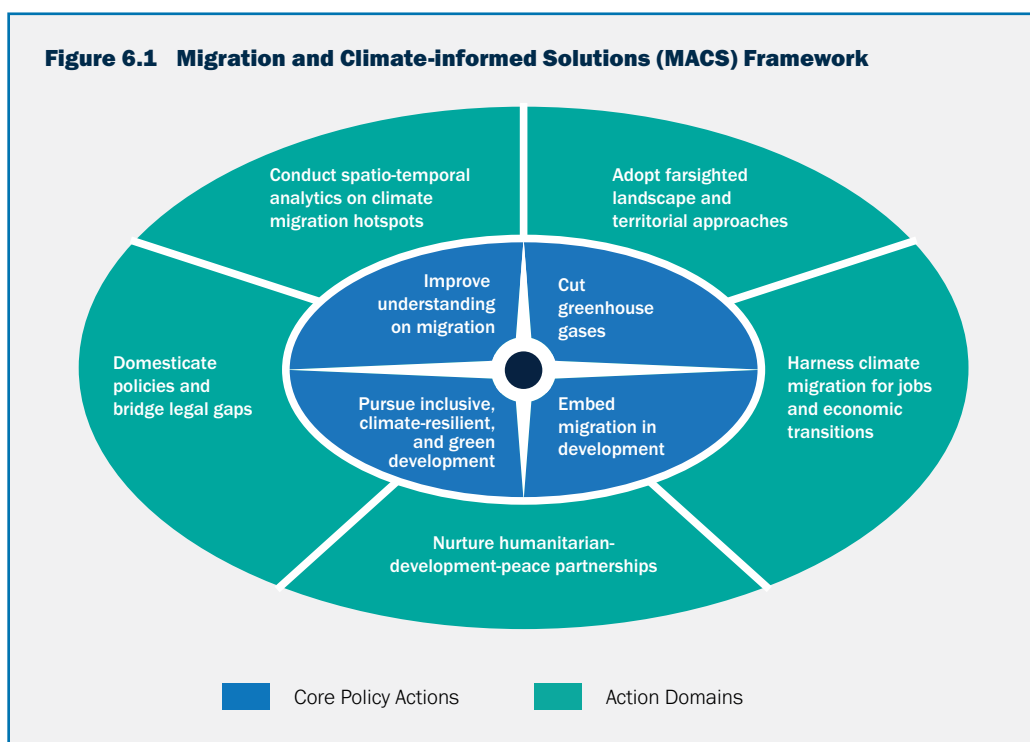 Figure 6.1 Migration and Climate-informed Solutions (MACS) Framework
Conduct spatio-temporal
analytics on climate
migration hotspots
Adopt farsighted
landscape and
territorial approaches
Improve
understanding
on migration
Cut
greenhouse
gases
Domesticate
policies and
bridge legal gaps
Harness climate
migration for jobs
and economic
transitions
Pursue inclusive,
climate-resilient,
and green
development
Embed
migration in
development
Nurture humanitarian-
development-peace partnerships
Core Policy Actions
Action Domains